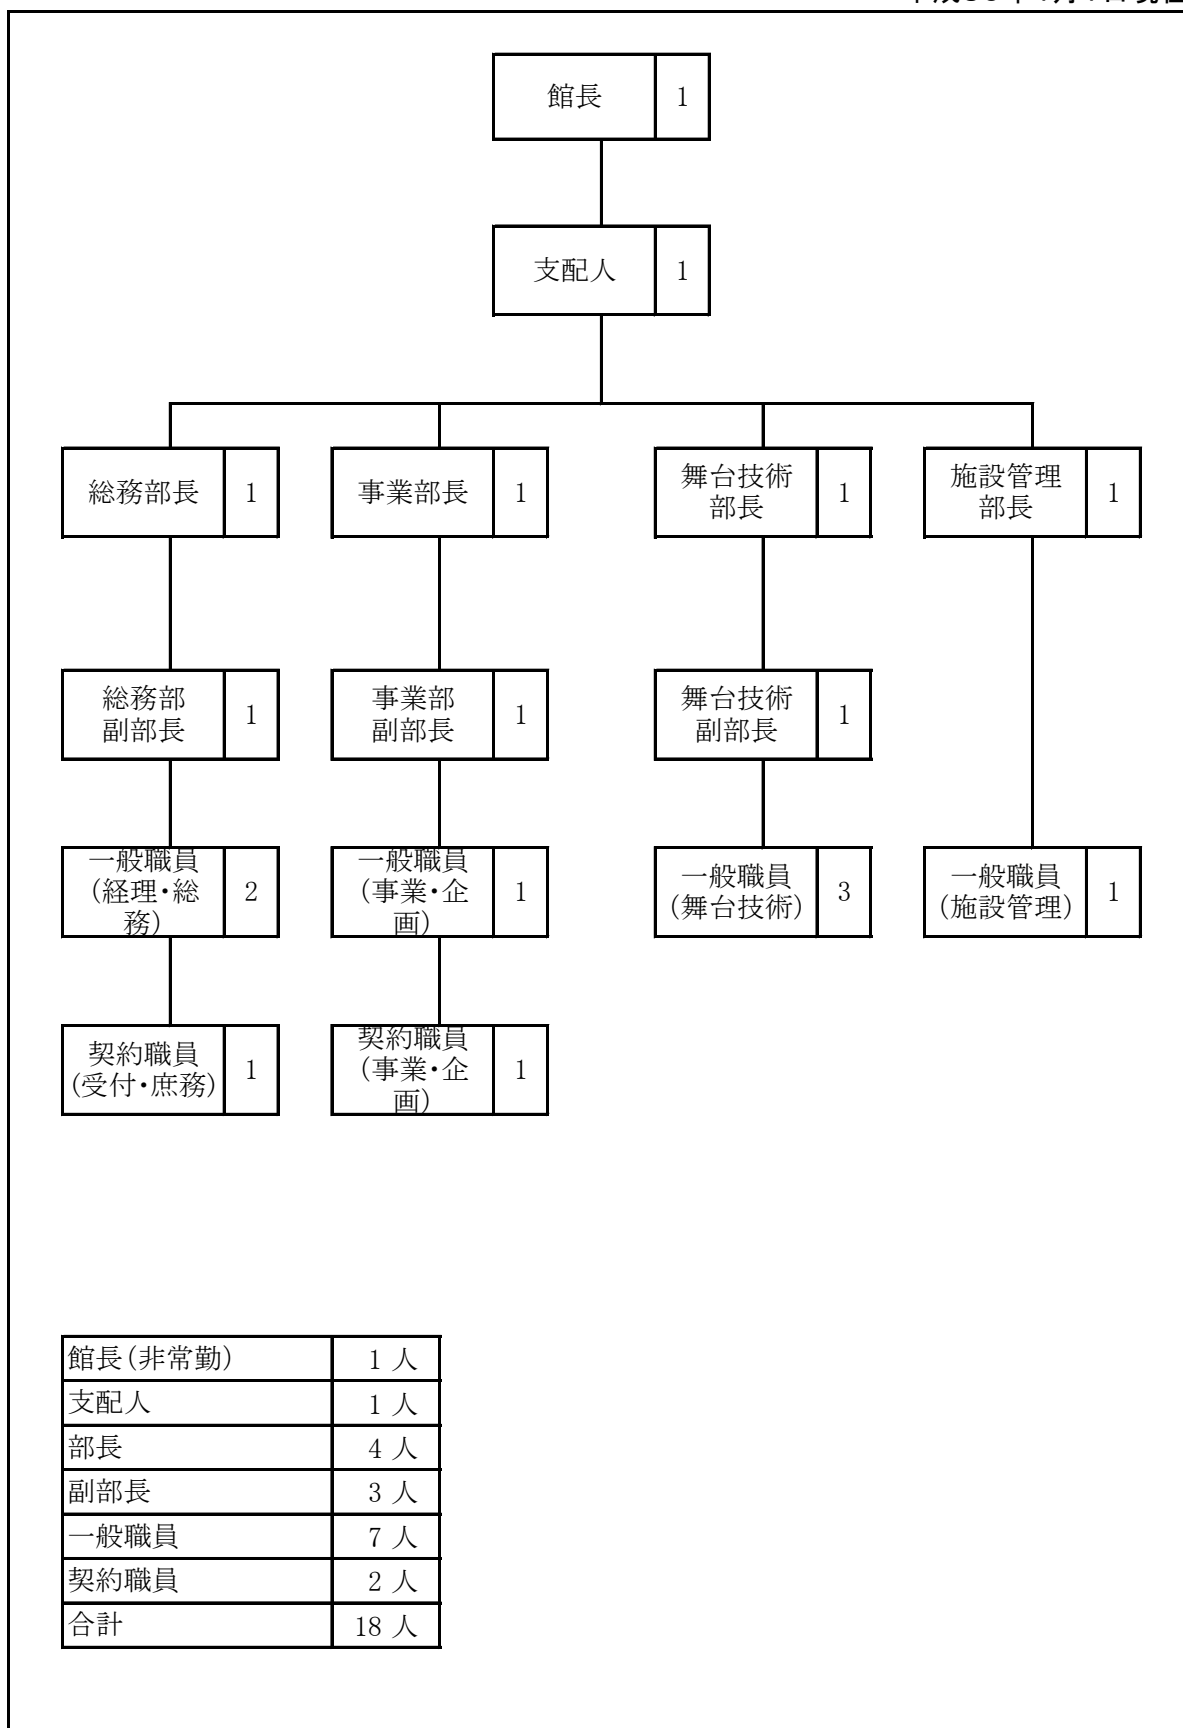 館長 1
支配人 1
総務部長 1
事業部長 1
舞台技術
部長 1
施設管理
部長 1
総務部
副部長 1
事業部
副部長 1
舞台技術
副部長 1
一般職員
(経理・総
務) 2
一般職員
(事業・企
画) 1
一般職員
(舞台技術) 3
一般職員
(施設管理) 1
契約職員
(受付・庶務) 1
契約職員
(事業・企
画) 1
館長(非常勤) 1 人
支配人 1 人
部長 4 人
副部長 3 人
一般職員 7 人
契約職員 2 人
合計 18 人